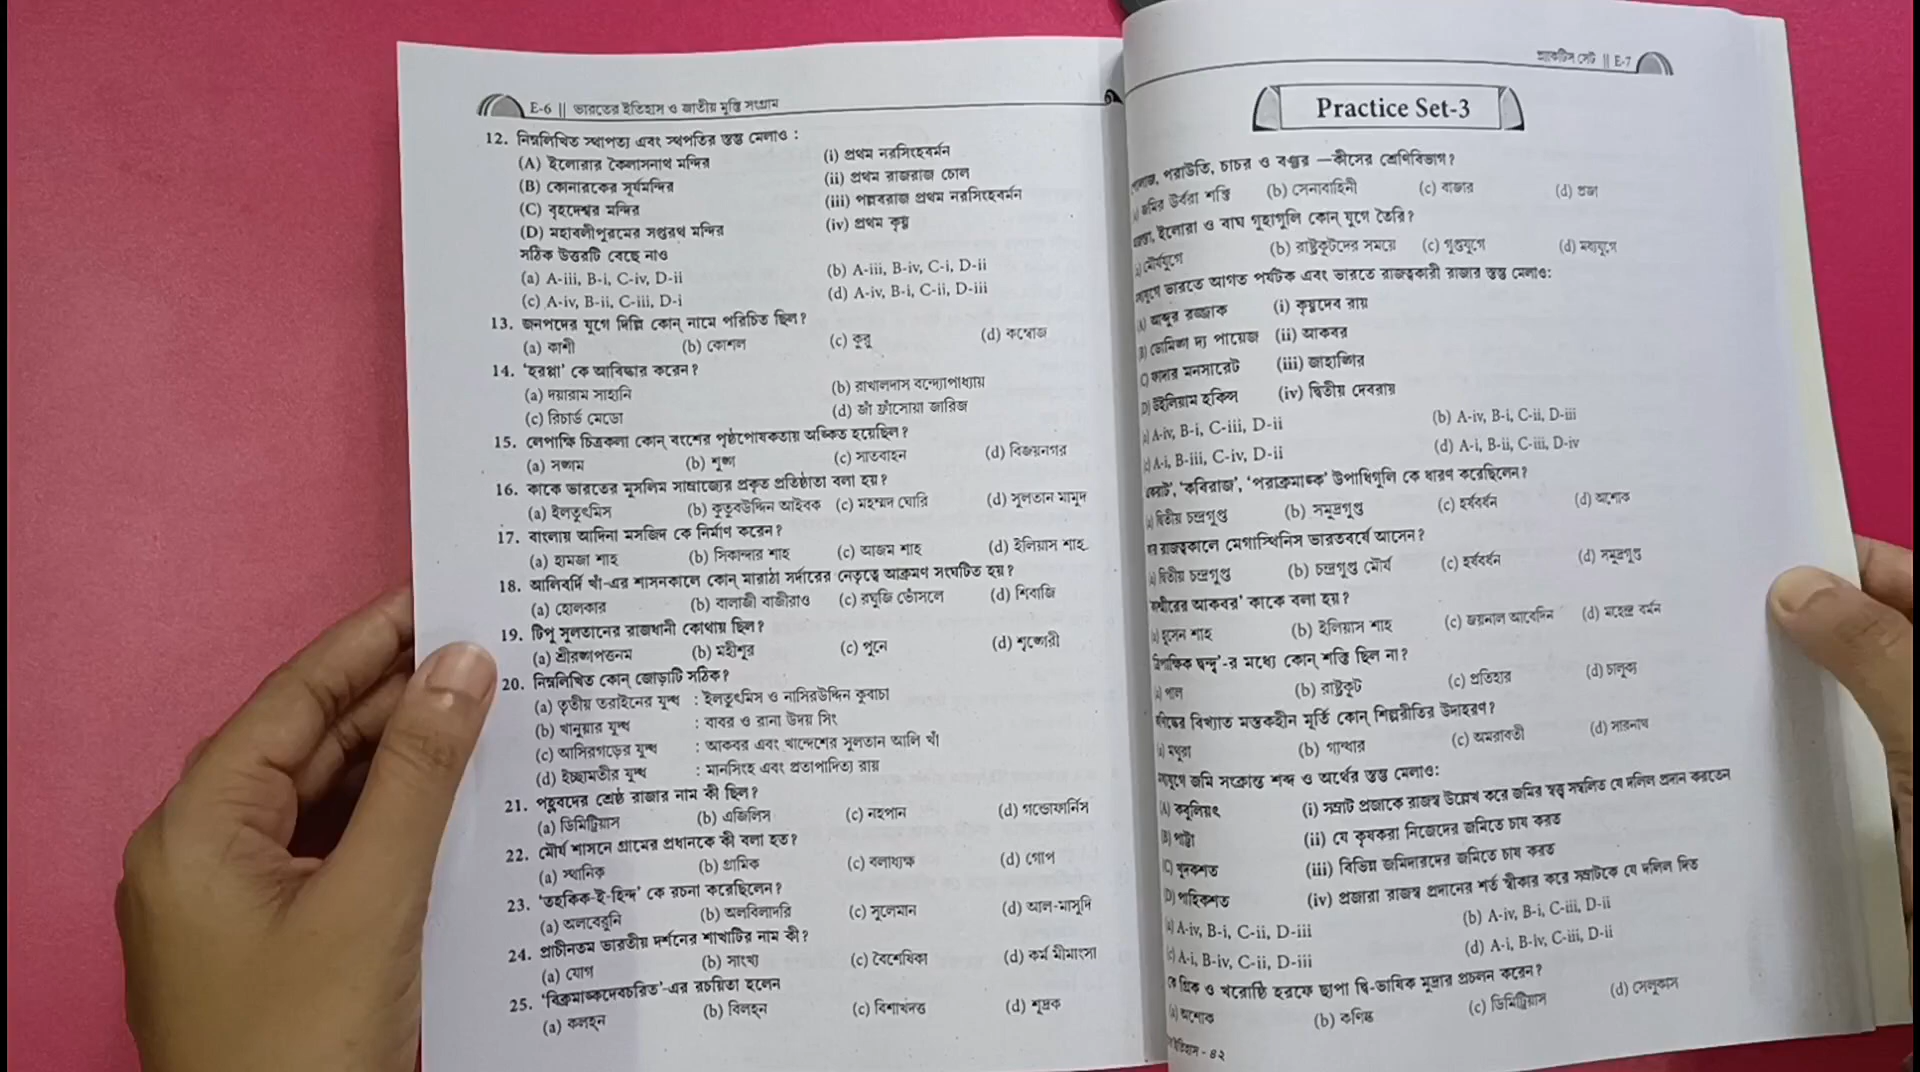 E-6 || ভারতের ইতিহাস ও জাতীয় মুক্তি সংগ্রাম
12. নিম্নলিখিত স্থাপত্য এবং স্থপতির স্তম্ভ মেলাও :
(A) ইলোরার কৈলাসনাথ মন্দির (i) প্রথম নরসিংহবর্মন
(B) কোনারকের সূর্যমন্দির (ii) প্রথম রাজরাজ চোল
(C) বৃহদেশ্বর মন্দির (iii) পল্লবরাজ প্রথম নরসিংহবর্মন
(D) মহাবলীপুরমের সপ্তরথ মন্দির (iv) প্রথম কৃষ্ণ
সঠিক উত্তরটি বেছে নাও
(a) A-iii, B-i, C-iv, D-ii (b) A-iii, B-iv, C-i, D-ii
(c) A-iv, B-ii, C-iii, D-i (d) A-iv, B-i, C-ii, D-iii
13. জনপদের যুগে দিল্লি কোন্ নামে পরিচিত ছিল?
(a) কাশী (b) কোশল (c) কুরু (d) কম্বোজ
14. ‘হরপ্পা’ কে আবিষ্কার করেন?
(a) দয়ারাম সাহানি (b) রাখালদাস বন্দ্যোপাধ্যায়
(c) রিচার্ড মেডো (d) জাঁ ফ্রাঁসোয়া জারিজ
15. লেপাক্ষি চিত্রকলা কোন্ বংশের পৃষ্ঠপোষকতায় অঙ্কিত হয়েছিল?
(a) সঙ্গম (b) শুঙ্গ (c) সাতবাহন (d) বিজয়নগর
16. কাকে ভারতের মুসলিম সাম্রাজ্যের প্রকৃত প্রতিষ্ঠাতা বলা হয়?
(a) ইলতুৎমিস (b) কুতুবউদ্দিন আইবক (c) মহম্মদ ঘোরি (d) সুলতান মামুদ
17. বাংলায় আদিনা মসজিদ কে নির্মাণ করেন?
(a) হামজা শাহ (b) সিকান্দার শাহ (c) আজম শাহ (d) ইলিয়াস শাহ
18. আলিবর্দি খাঁ-এর শাসনকালে কোন্ মারাঠা সর্দারের নেতৃত্বে আক্রমণ সংঘটিত হয়?
(a) হোলকার (b) বালাজী বাজীরাও (c) রঘুজি ভোঁসলে (d) শিবাজি
19. টিপু সুলতানের রাজধানী কোথায় ছিল?
(a) শ্রীরঙ্গপত্তনম (b) মহীশূর (c) পুনে (d) শৃঙ্গেরী
20. নিম্নলিখিত কোন্ জোড়াটি সঠিক?
(a) তৃতীয় তরাইনের যুদ্ধ : ইলতুৎমিস ও নাসিরউদ্দিন কুবাচা
(b) খানুয়ার যুদ্ধ : বাবর ও রানা উদয় সিং
(c) আসিরগড়ের যুদ্ধ : আকবর এবং খান্দেশের সুলতান আলি খাঁ
(d) ইচ্ছামতীর যুদ্ধ : মানসিংহ এবং প্রতাপাদিত্য রায়
21. পহ্লবদের শ্রেষ্ঠ রাজার নাম কী ছিল?
(a) ডিমিট্রিয়াস (b) এজিলিস (c) নহপান (d) গন্ডোফার্নিস
22. মৌর্য শাসনে গ্রামের প্রধানকে কী বলা হত?
(a) স্থানিক (b) গ্রামিক (c) বলাধ্যক্ষ (d) গোপ
23. ‘তহকিক-ই-হিন্দ’ কে রচনা করেছিলেন?
(a) অলবেরুনি (b) অলবিলাদরি (c) সুলেমান (d) আল-মাসুদি
24. প্রাচীনতম ভারতীয় দর্শনের শাখাটির নাম কী?
(a) যোগ (b) সাংখ্য (c) বৈশেষিকা (d) কর্ম মীমাংসা
25. ‘বিক্রমাঙ্কদেবচরিত’-এর রচয়িতা হলেন
(a) কলহন (b) বিলহন (c) বিশাখদত্ত (d) শূদ্রক
প্র্যাকটিস সেট || E-7
Practice Set-3
পরাউতি, চাচর ও বঞ্জর —কীসের শ্রেণিবিভাগ?
জমির উর্বরা শক্তি (b) সেনাবাহিনী (c) বাজার (d) প্রজা
ইলোরা ও বাঘ গুহাগুলি কোন্ যুগে তৈরি?
মৌর্যযুগে (b) রাষ্ট্রকূটদের সময়ে (c) গুপ্তযুগে (d) মধ্যযুগে
ভারতে আগত পর্যটক এবং ভারতে রাজত্বকারী রাজার স্তম্ভ মেলাও:
আব্দুর রজ্জাক (i) কৃষ্ণদেব রায়
ডোমিঙ্গো দ্য পায়েজ (ii) আকবর
ফাদার মনসারেট (iii) জাহাঙ্গির
D) উইলিয়াম হকিন্স (iv) দ্বিতীয় দেবরায়
A-iv, B-i, C-iii, D-ii (b) A-iv, B-i, C-ii, D-iii
A-i, B-iii, C-iv, D-ii (d) A-i, B-ii, C-iii, D-iv
‘কবিরাজ’, ‘পরাক্রমাঙ্ক’ উপাধিগুলি কে ধারণ করেছিলেন?
দ্বিতীয় চন্দ্রগুপ্ত (b) সমুদ্রগুপ্ত (c) হর্ষবর্ধন (d) অশোক
রাজত্বকালে মেগাস্থিনিস ভারতবর্ষে আসেন?
দ্বিতীয় চন্দ্রগুপ্ত (b) চন্দ্রগুপ্ত মৌর্য (c) হর্ষবর্ধন (d) সমুদ্রগুপ্ত
আকবর’ কাকে বলা হয়?
হুসেন শাহ (b) ইলিয়াস শাহ (c) জয়নাল আবেদিন (d) মহেন্দ্র বর্মন
দ্বন্দ্ব’-র মধ্যে কোন্ শক্তি ছিল না?
পাল (b) রাষ্ট্রকূট (c) প্রতিহার (d) চালুক্য
বিখ্যাত মস্তকহীন মূর্তি কোন্ শিল্পরীতির উদাহরণ?
মথুরা (b) গান্ধার (c) অমরাবতী (d) সারনাথ
জমি সংক্রান্ত শব্দ ও অর্থের স্তম্ভ মেলাও:
কবুলিয়ৎ (i) সম্রাট প্রজাকে রাজস্ব উল্লেখ করে জমির স্বত্ব সম্বলিত যে দলিল প্রদান করতেন
পাট্টা (ii) যে কৃষকরা নিজেদের জমিতে চাষ করত
খুদকশত (iii) বিভিন্ন জমিদারদের জমিতে চাষ করত
পাহিকশত (iv) প্রজারা রাজস্ব প্রদানের শর্ত স্বীকার করে সম্রাটকে যে দলিল দিত
A-iv, B-i, C-ii, D-iii (b) A-iv, B-i, C-iii, D-ii
A-i, B-iv, C-ii, D-iii (d) A-i, B-iv, C-iii, D-ii
গ্রিক ও খরোষ্ঠি হরফে ছাপা দ্বি-ভাষিক মুদ্রার প্রচলন করেন?
অশোক (b) কণিষ্ক (c) ডিমিট্রিয়াস (d) সেলুকাস
ইতিহাস - ৪২